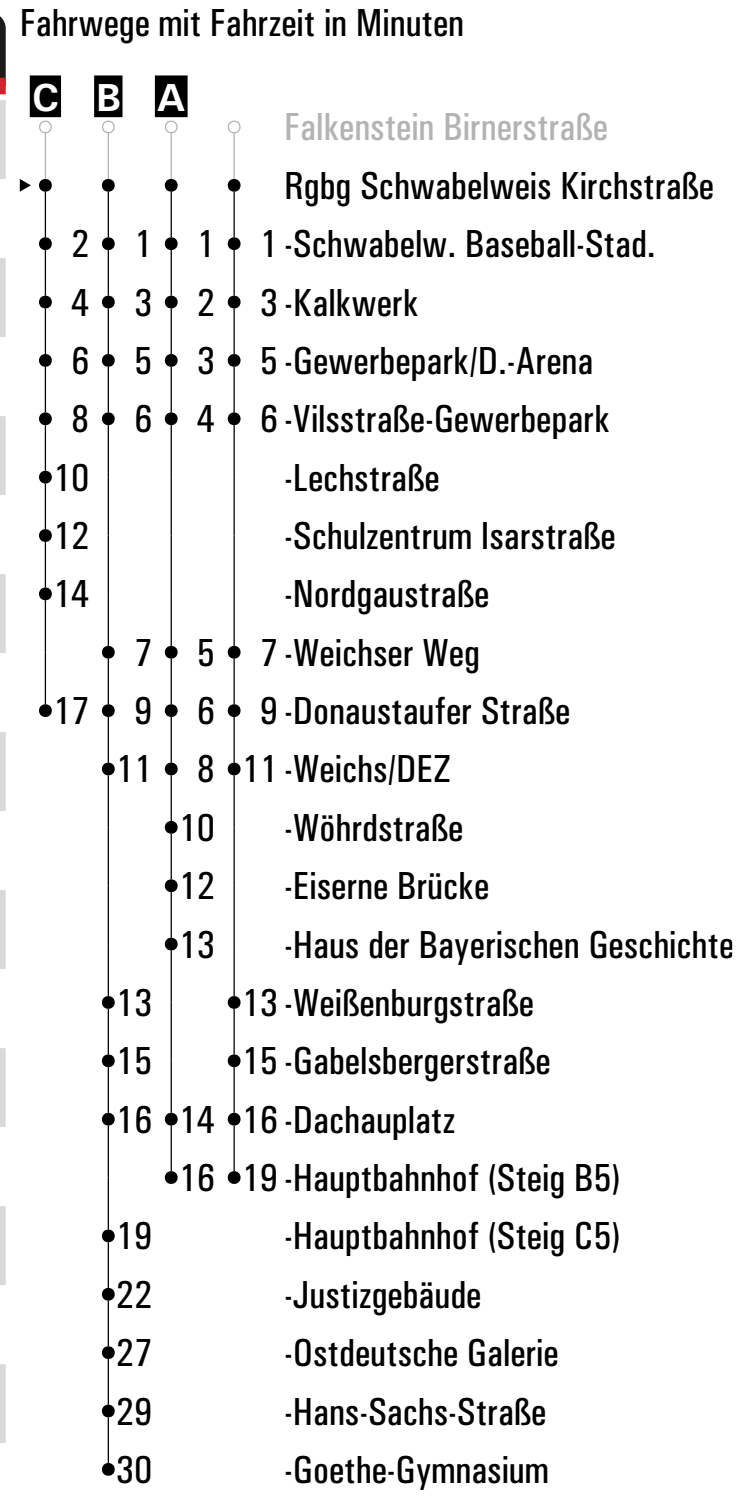 Fahrwege mit Fahrzeit in Minuten
C B A
Falkenstein Birnerstraße
Rgbg Schwabelweis Kirchstraße
2 1 1 1 -Schwabelw. Baseball-Stad.
4 3 2 3 -Kalkwerk
6 5 3 5 -Gewerbepark/D.-Arena
8 6 4 6 -Vilsstraße-Gewerbepark
10 -Lechstraße
12 -Schulzentrum Isarstraße
14 -Nordgaustraße
7 5 7 -Weichser Weg
17 9 6 9 -Donaustaufer Straße
11 8 11 -Weichs/DEZ
10 -Wöhrdstraße
12 -Eiserne Brücke
13 -Haus der Bayerischen Geschichte
13 13 -Weißenburgstraße
15 15 -Gabelsbergerstraße
16 14 16 -Dachauplatz
16 19 -Hauptbahnhof (Steig B5)
19 -Hauptbahnhof (Steig C5)
22 -Justizgebäude
27 -Ostdeutsche Galerie
29 -Hans-Sachs-Straße
30 -Goethe-Gymnasium